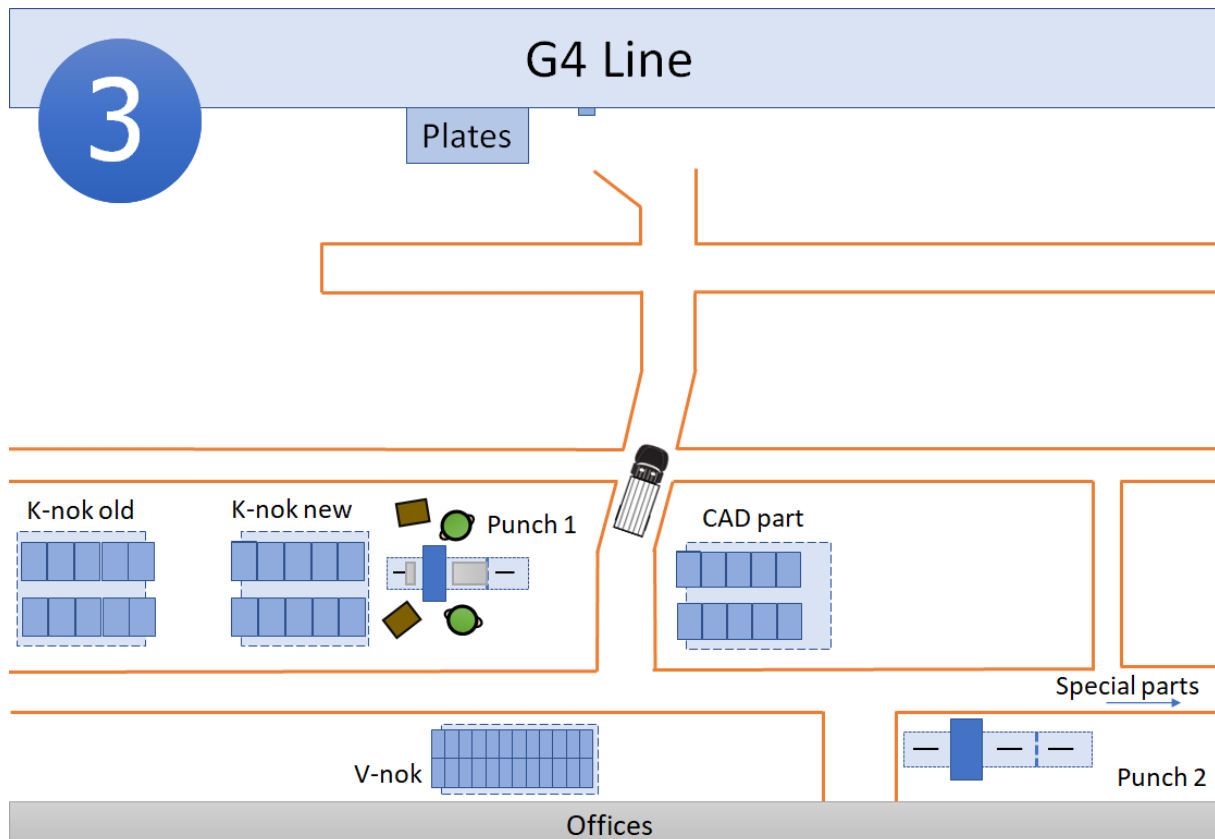 G4 Line
3
Plates
K-nok old
K-nok new
Punch 1
CAD part
Special parts
V-nok
Punch 2
Offices